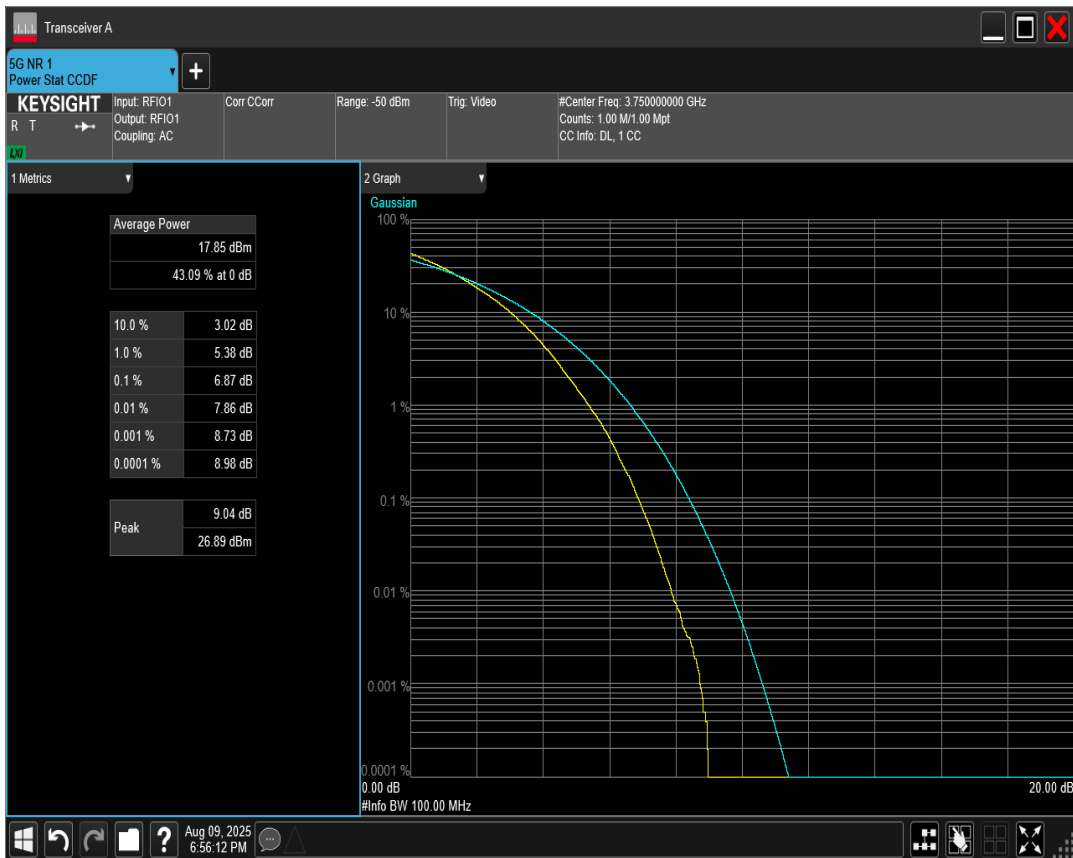 Transceiver A
5G NR 1
Power Stat CCDF
KEYSIGHT
R T
LXI
Input: RFIO1
Output: RFIO1
Coupling: AC
Corr CCorr
Range: -50 dBm
Trig: Video
#Center Freq: 3.750000000 GHz
Counts: 1.00 M/1.00 Mpt
CC Info: DL, 1 CC
1 Metrics
Average Power
17.85 dBm
43.09 % at 0 dB
10.0 % 3.02 dB
1.0 % 5.38 dB
0.1 % 6.87 dB
0.01 % 7.86 dB
0.001 % 8.73 dB
0.0001 % 8.98 dB
Peak
9.04 dB
26.89 dBm
2 Graph
Gaussian
100 %
10 %
1 %
0.1 %
0.01 %
0.001 %
0.0001 %
0.00 dB 20.00 dB
#Info BW 100.00 MHz
?
Aug 09, 2025
6:56:12 PM